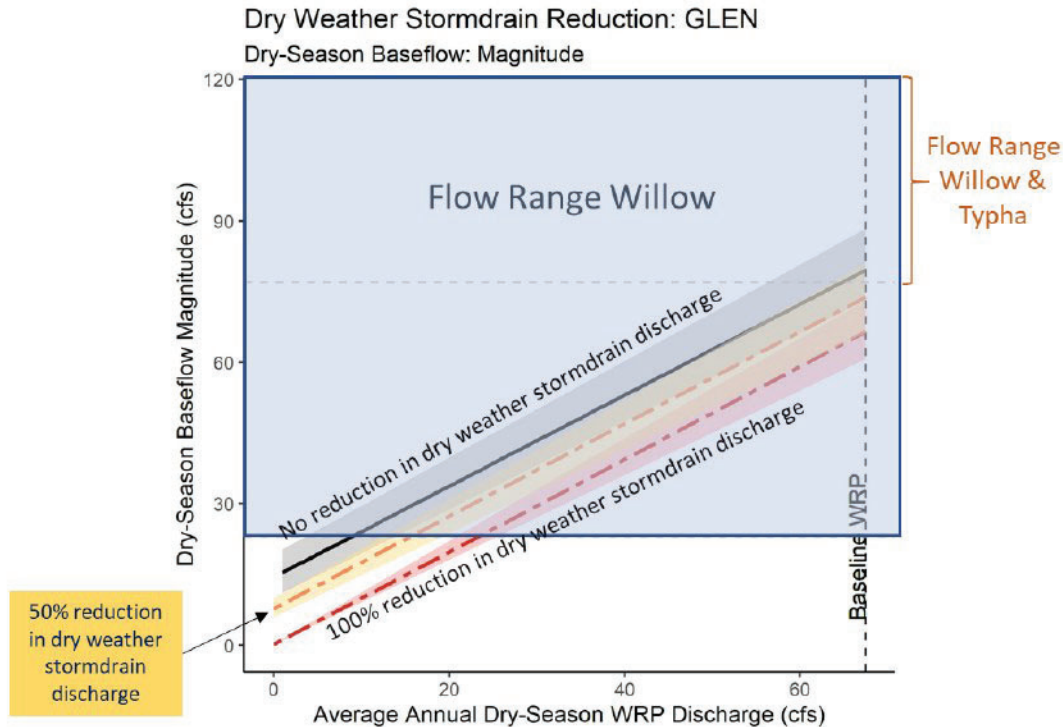 Dry Weather Stormdrain Reduction: GLEN
Dry-Season Baseflow: Magnitude
120
90
60
30
0
Dry-Season Baseflow Magnitude (cfs)
Flow Range Willow
Flow Range
Willow &
Typha
No reduction in dry weather stormdrain discharge
100% reduction in dry weather stormdrain discharge
Baseline WRP
50% reduction
in dry weather
stormdrain
discharge
0
20
40
60
Average Annual Dry-Season WRP Discharge (cfs)